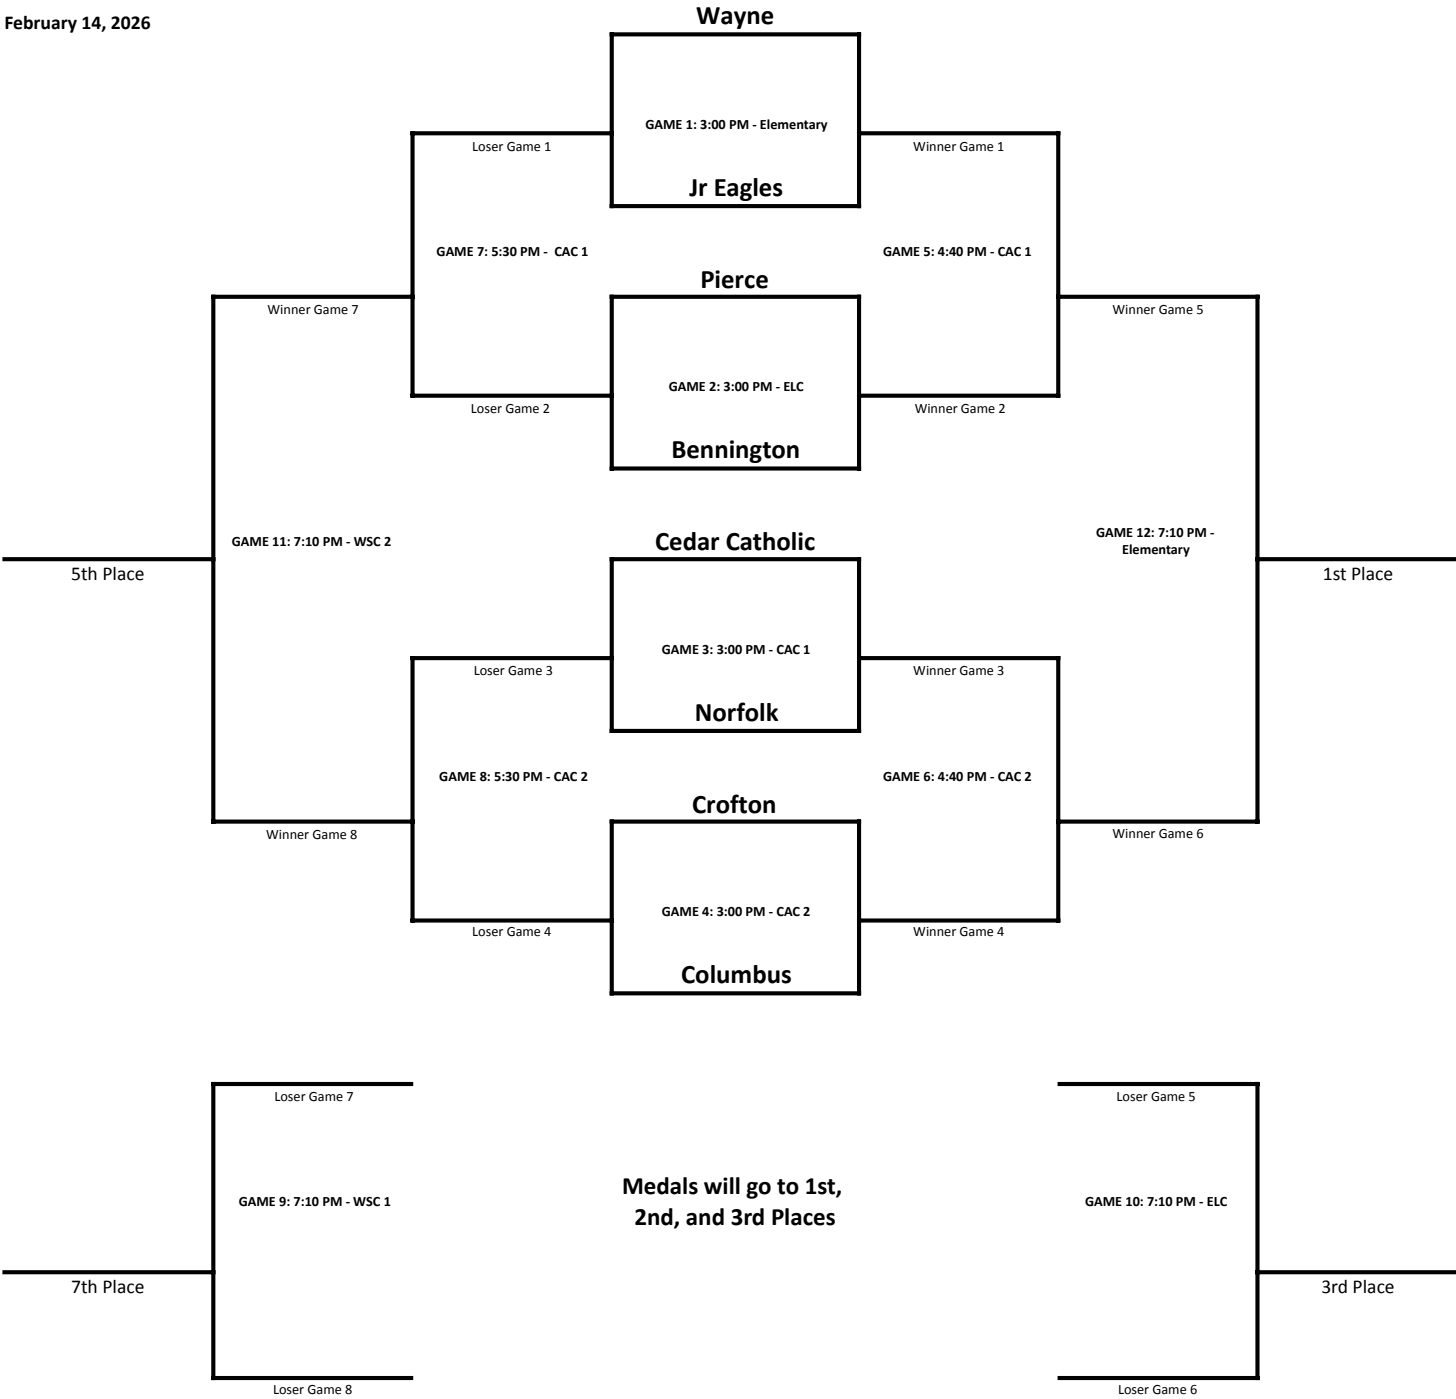 February 14, 2026
Wayne
GAME 1: 3:00 PM - Elementary
Loser Game 1
Winner Game 1
Jr Eagles
GAME 7: 5:30 PM -  CAC 1
GAME 5: 4:40 PM - CAC 1
Pierce
Winner Game 7
Winner Game 5
GAME 2: 3:00 PM - ELC
Loser Game 2
Winner Game 2
Bennington
GAME 11: 7:10 PM - WSC 2
Cedar Catholic
GAME 12: 7:10 PM -
Elementary
5th Place
1st Place
GAME 3: 3:00 PM - CAC 1
Loser Game 3
Winner Game 3
Norfolk
GAME 8: 5:30 PM - CAC 2
GAME 6: 4:40 PM - CAC 2
Crofton
Winner Game 8
Winner Game 6
GAME 4: 3:00 PM - CAC 2
Loser Game 4
Winner Game 4
Columbus
Loser Game 7
Loser Game 5
Medals will go to 1st,
2nd, and 3rd Places
GAME 9: 7:10 PM - WSC 1
GAME 10: 7:10 PM - ELC
7th Place
3rd Place
Loser Game 8
Loser Game 6